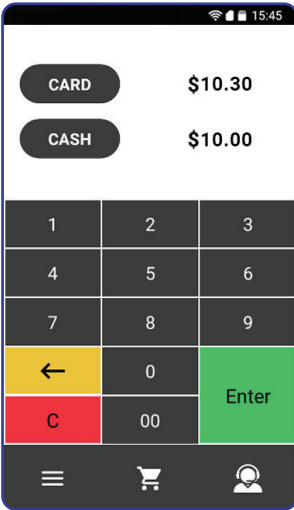 15:45
CARD $10.30
CASH $10.00
1 2 3
4 5 6
7 8 9
← 0 Enter
C 00